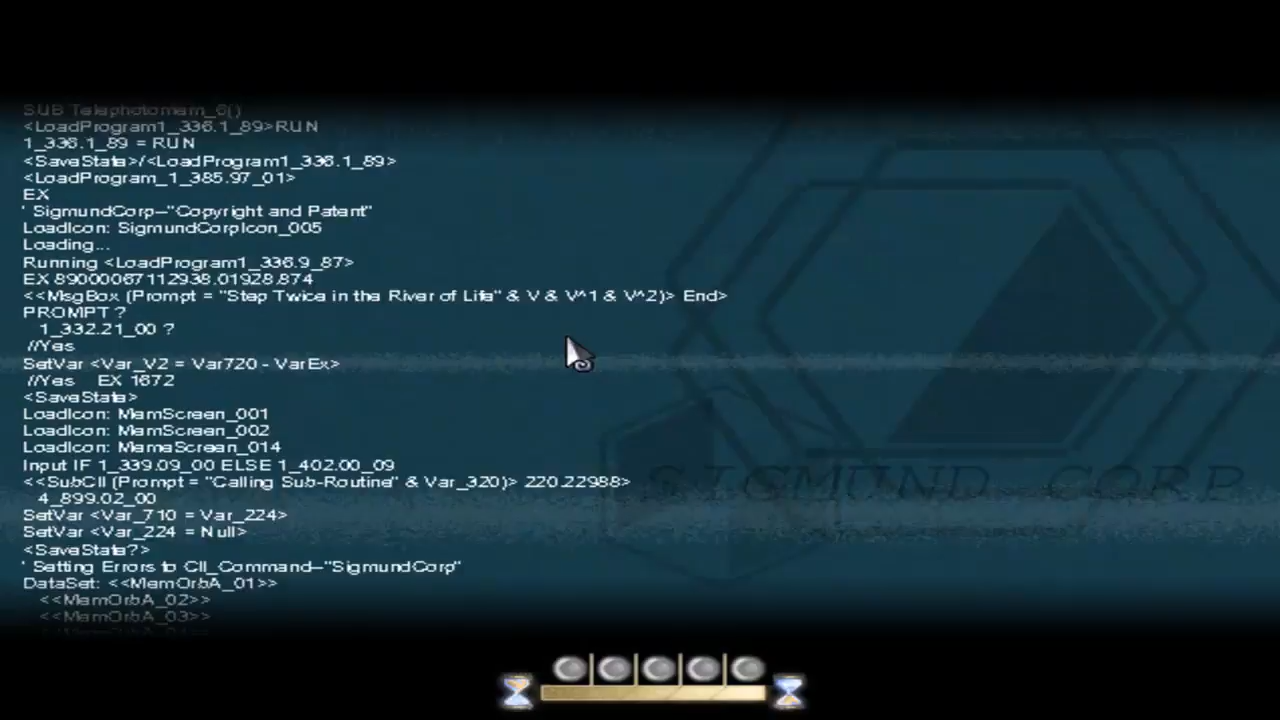 SUB Telephotomem_6()
<LoadProgram1_336.1_89>RUN
1_336.1_89 = RUN
<SaveState>/<LoadProgram1_336.1_89>
<LoadProgram_1_385.97_01>
EX
' SigmundCorp--"Copyright and Patent"
LoadIcon: SigmundCorpIcon_005
Loading...
Running <LoadProgram1_336.9_87>
EX 89000067112938.01928.874
<<MsgBox (Prompt = "Step Twice in the River of Life" & V & V^1 & V^2)> End>
PROMPT ?
1_332.21_00 ?
//Yes
SetVar <Var_V2 = Var720 - VarEx>
//Yes EX 1672
<SaveState>
LoadIcon: MemScreen_001
LoadIcon: MemScreen_002
LoadIcon: MemeScreen_014
Input IF 1_339.09_00 ELSE 1_402.00_09
<<SubCll (Prompt = "Calling Sub-Routine" & Var_320)> 220.22988>
4_899.02_00
SetVar <Var_710 = Var_224>
SetVar <Var_224 = Null>
<SaveState?>
' Setting Errors to Cll_Command--"SigmundCorp"
DataSet: <<MemOrbA_01>>
<<MemOrbA_02>>
<<MemOrbA_03>>
SIGMUND CORP